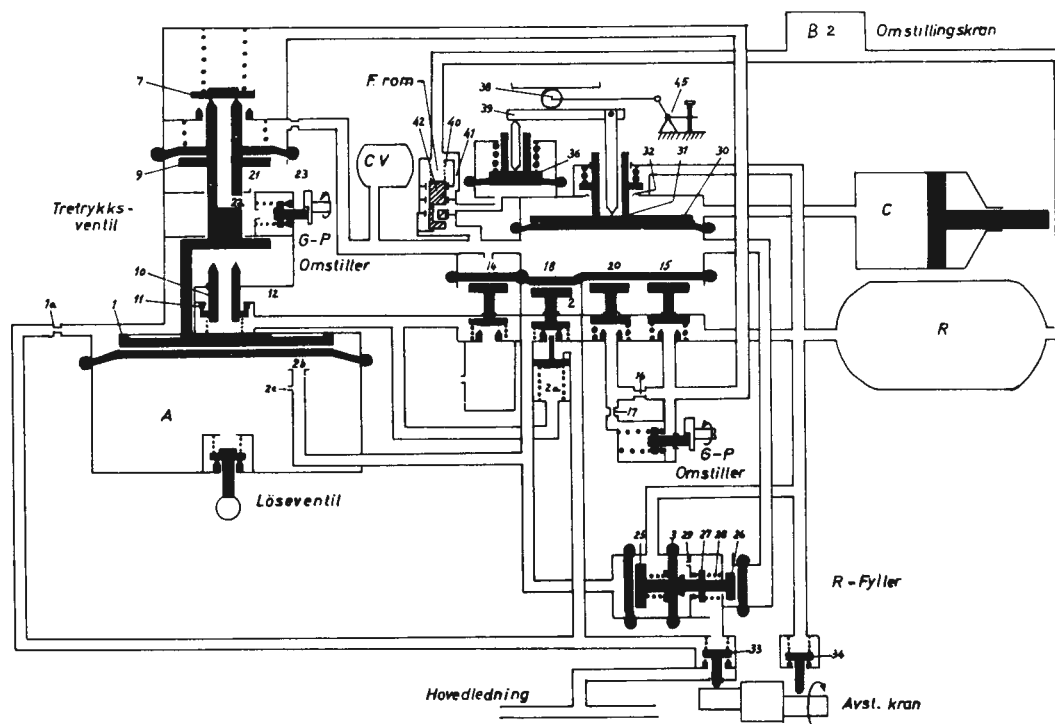 B 2
Omstillingskran
7
F. rom
38
45
39
42
40
41
CV
36
32
31
30
9
21
23
22
Tretrykks-
ventil
G-P
Omstiller
C
10
11
12
14
18
20
15
2
1a
1
R
2b
2c
2a
16
17
A
G-P
Omstiller
Löseventil
25
3
29
27
28
26
R-Fyller
33
34
Hovedledning
Avst. kran